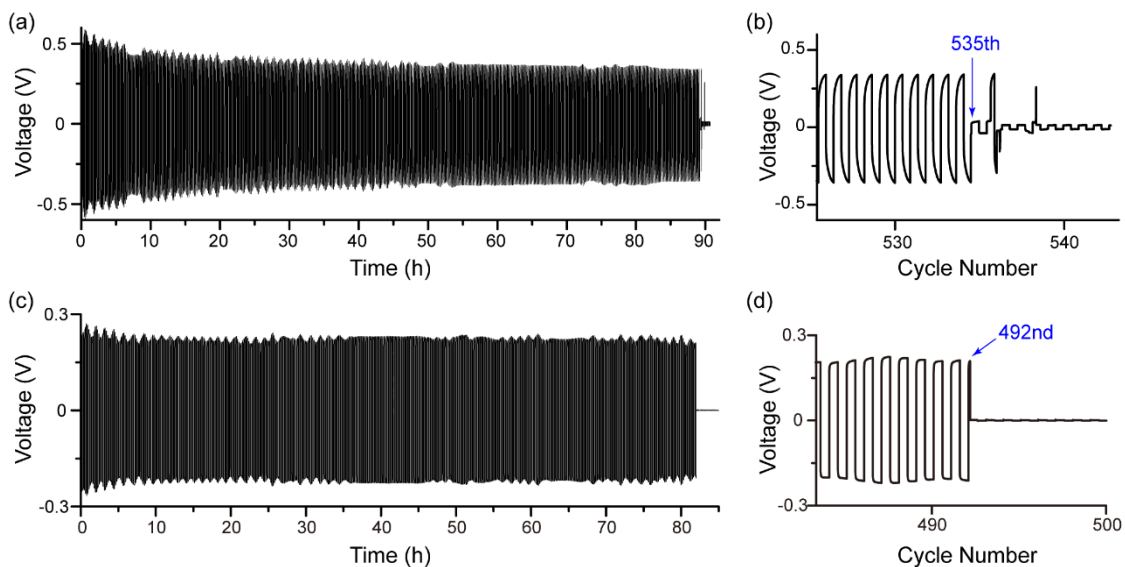 (a)
Voltage (V)
0.5
0
-0.5
0 10 20 30 40 50 60 70 80 90
Time (h)
(b)
535th
Voltage (V)
0.5
0
-0.5
530 540
Cycle Number
(c)
Voltage (V)
0.3
0
-0.3
0 10 20 30 40 50 60 70 80
Time (h)
(d)
492nd
Voltage (V)
0.3
0
-0.3
490 500
Cycle Number